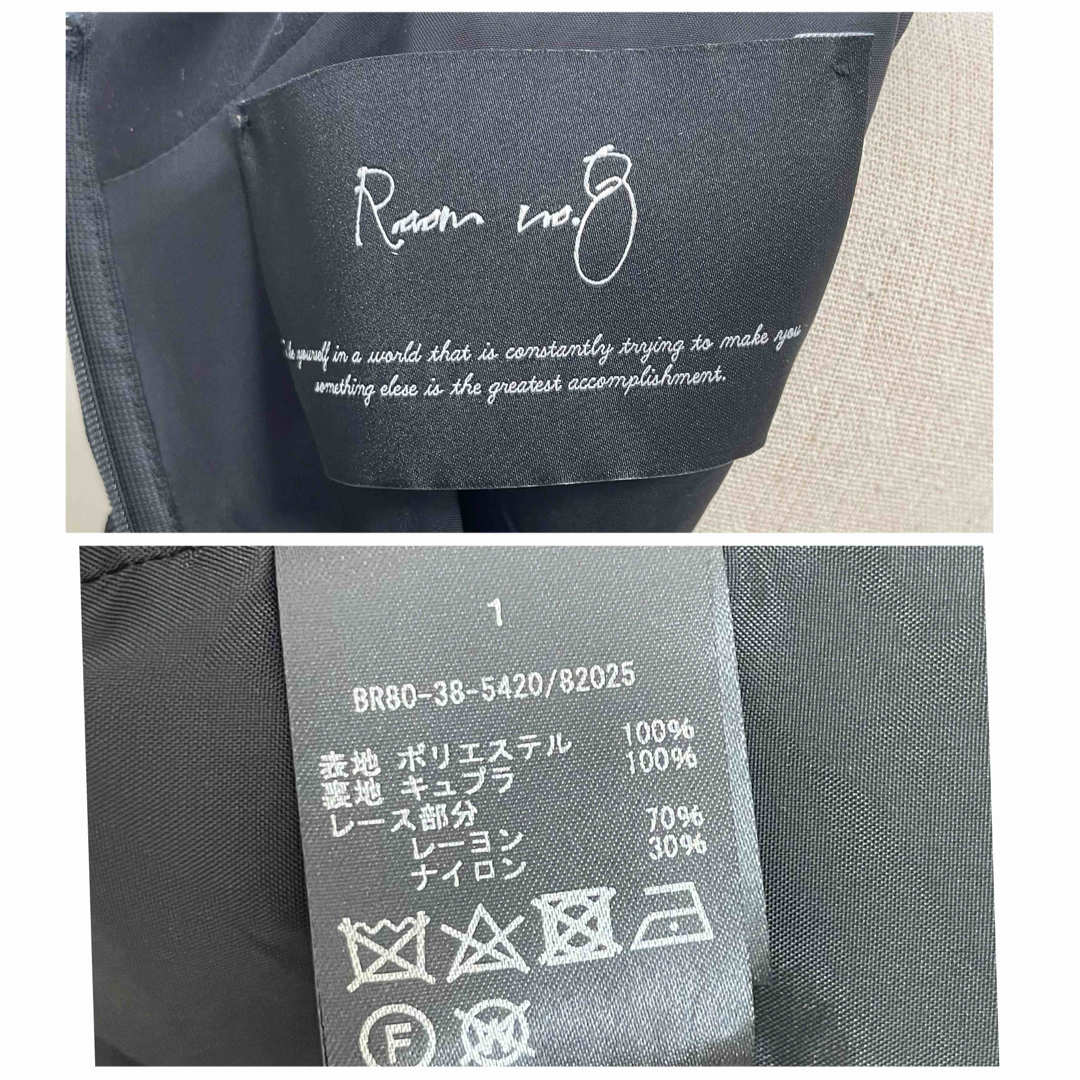 Room no.8
yourself in a world that is constantly trying to make you
something elese is the greatest accomplishment.
1
BR80-38-5420/82025
表地 ポリエステル 100%
裏地 キュプラ 100%
レース部分
レーヨン 70%
ナイロン 30%
F
W